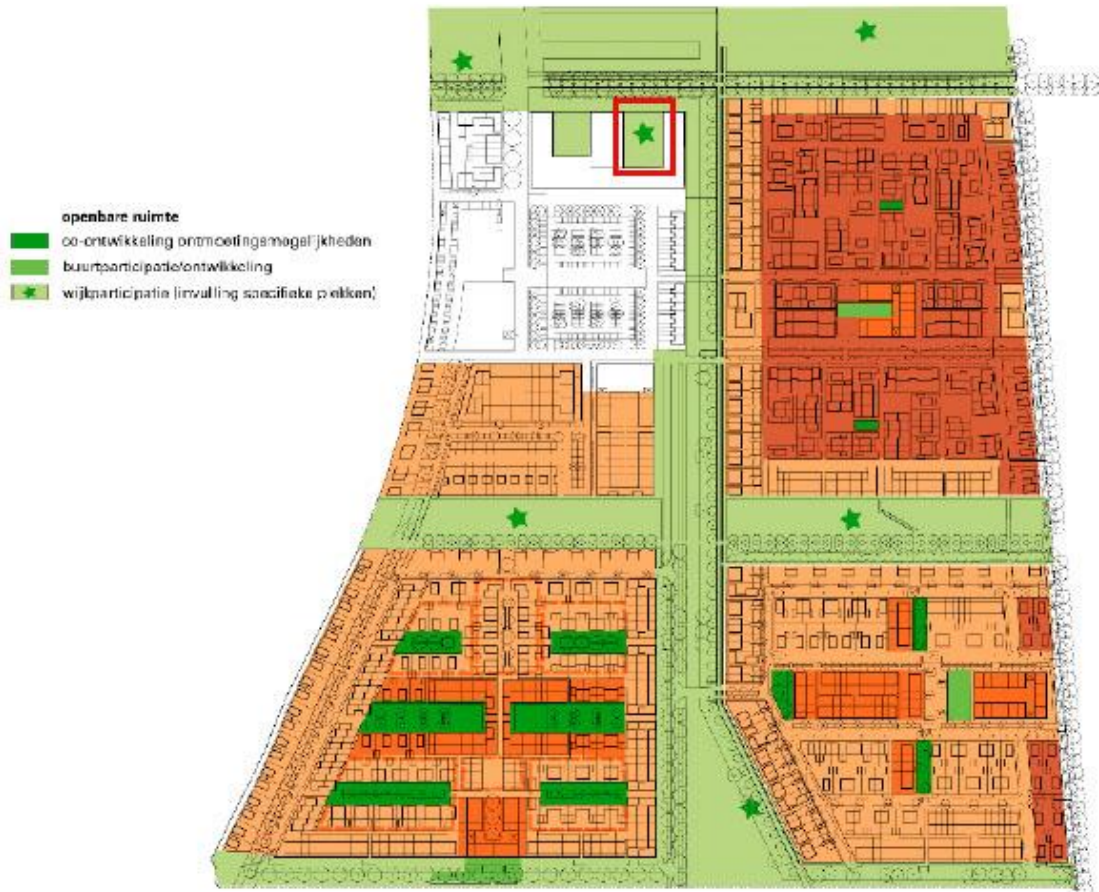 openbare ruimte
co-ontwikkeling ontmoetingsmogelijkheden
buurtparticipatie/ontwikkeling
wijkparticipatie (invulling specifieke plekken)